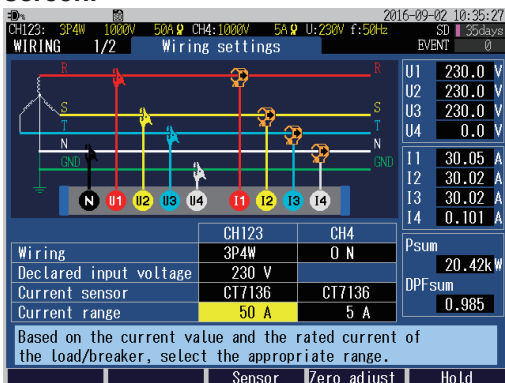 screen.
2016-09-02 10:35:27
CH123: 3P4W 1000V 50A CH4:1000V 5A U:230V f:50Hz SD 35days
WIRING 1/2 Wiring settings EVENT 0
R R
S S
T T
N N
GND GND
N U1 U2 U3 U4 I1 I2 I3 I4
U1 230.0 V
U2 230.0 V
U3 230.0 V
U4 0.0 V
I1 30.05 A
I2 30.02 A
I3 30.02 A
I4 0.101 A
Psum
20.42kW
DPFsum
0.985
CH123 CH4
Wiring 3P4W ON
Declared input voltage 230 V
Current sensor CT7136 CT7136
Current range 50 A 5 A
Based on the current value and the rated current of
the load/breaker, select the appropriate range.
Sensor Zero adjust Hold